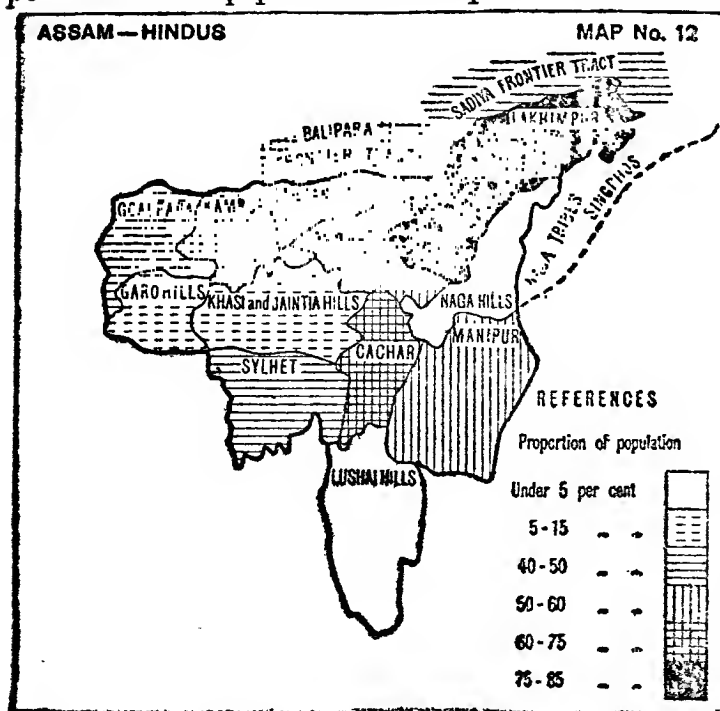 ASSAM—HINDUS
MAP No. 12
SADIYA FRONTIER TRACT
LAKHIMPUR
BALIPARA
FRONTIER TRACT
GOALPARA
KAMRUP
NAGA TRIBES
SINGPHOS
GARO HILLS
KHASI and JAINTIA HILLS
NAGA HILLS
MANIPUR
CACHAR
SYLHET
LUSHAI HILLS
REFERENCES
Proportion of population
Under 5 per cent
5-15 " "
40-50 " "
50-60 " "
60-75 " "
75-85 " "